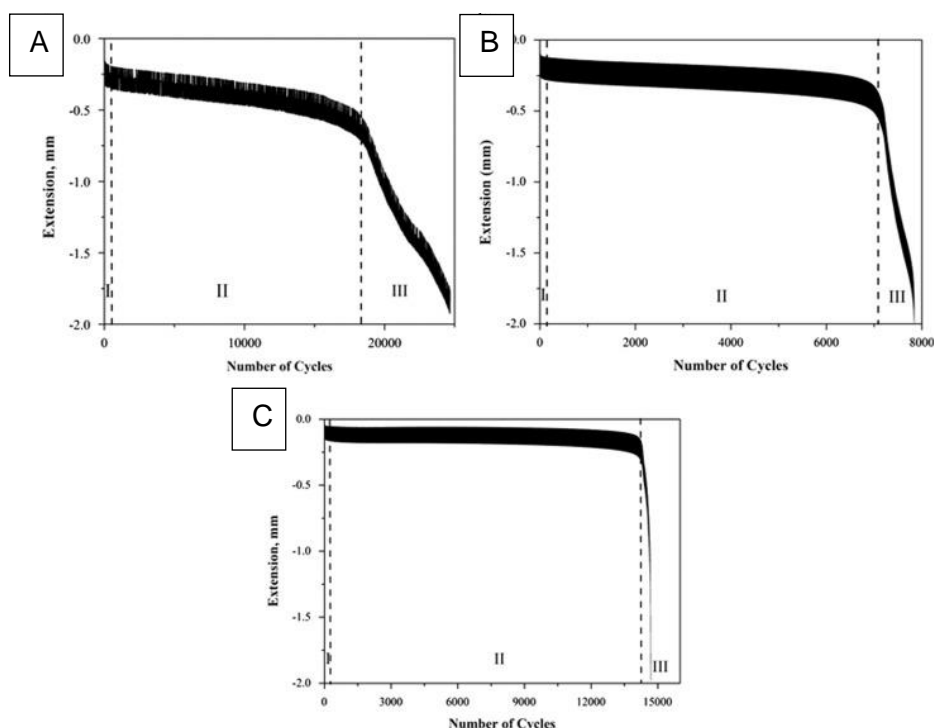 A
0.0
-0.5
-1.0
-1.5
-2.0
Extension, mm
I
II
III
0
10000
20000
Number of Cycles
B
0.0
-0.5
-1.0
-1.5
-2.0
Extension (mm)
I
II
III
0
2000
4000
6000
8000
Number of Cycles
C
0.0
-0.5
-1.0
-1.5
-2.0
Extension, mm
I
II
III
0
3000
6000
9000
12000
15000
Number of Cycles